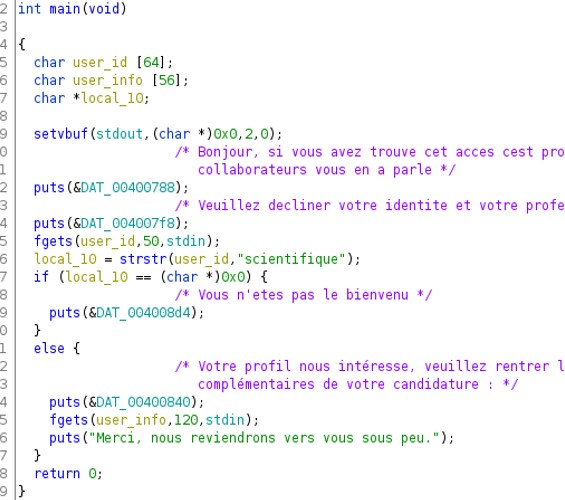 2 int main(void)
3
4 {
5 char user_id [64];
6 char user_info [56];
7 char *local_10;
8
9 setvbuf(stdout,(char *)0x0,2,0);
0 /* Bonjour, si vous avez trouve cet acces cest pro
1 collaborateurs vous en a parle */
2 puts(&DAT_00400788);
3 /* Veuillez decliner votre identite et votre profe
4 puts(&DAT_004007f8);
5 fgets(user_id,50,stdin);
6 local_10 = strstr(user_id,"scientifique");
7 if (local_10 == (char *)0x0) {
8 /* Vous n'etes pas le bienvenu */
9 puts(&DAT_004008d4);
0 }
1 else {
2 /* Votre profil nous intéresse, veuillez rentrer l
3 complémentaires de votre candidature : */
4 puts(&DAT_00400840);
5 fgets(user_info,120,stdin);
6 puts("Merci, nous reviendrons vers vous sous peu.");
7 }
8 return 0;
9 }